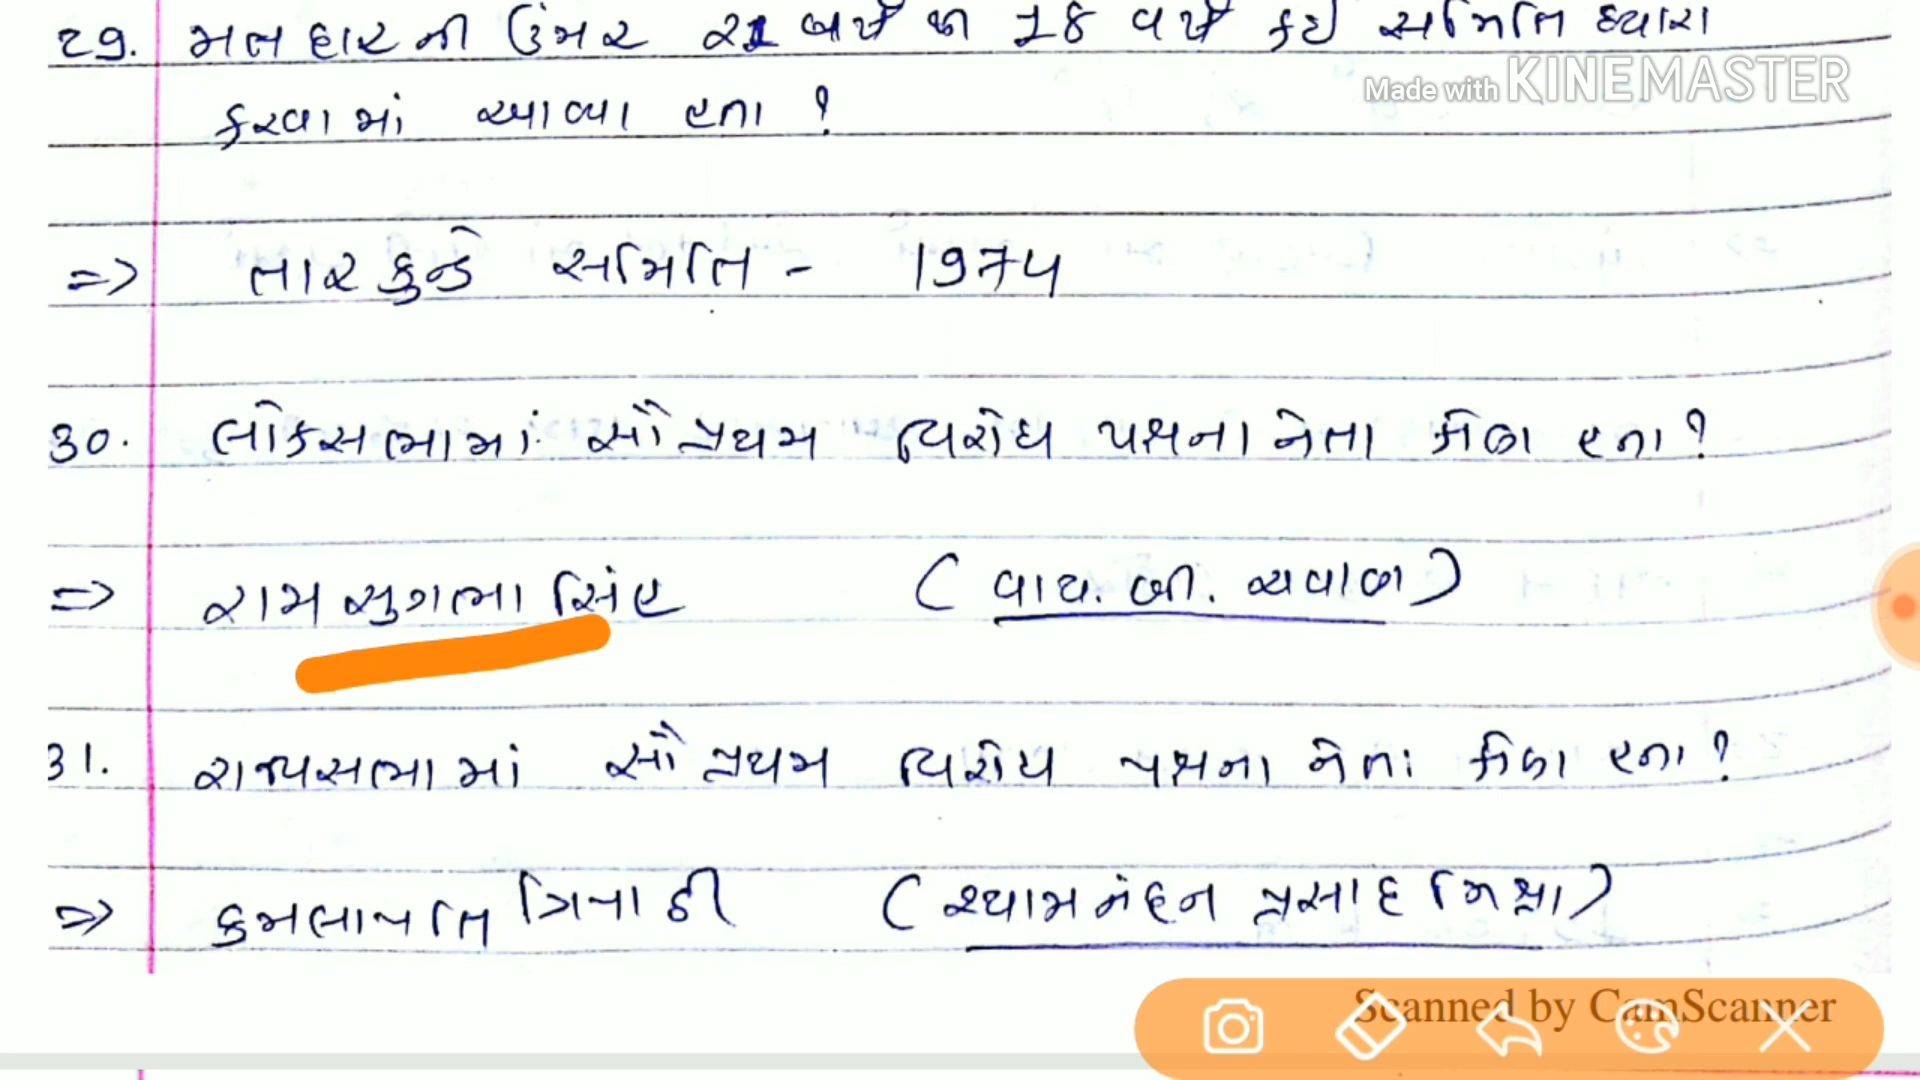 29. મતદારની ઉંમર 21 વર્ષ થી 18 વર્ષ કઈ સમિતિ દ્વારા
Made with KINEMASTER
કરવામાં આવ્યા હતા ?
=> તારકુન્ડે સમિતિ - 1974
30. લોકસભામાં સૌપ્રથમ વિરોધ પક્ષના નેતા કોણ હતા ?
=> રામ સુગભા સિંહ (વાય. બી. ચવાણ)
31. રાજ્યસભામાં સૌપ્રથમ વિરોધ પક્ષના નેતા કોણ હતા ?
=> કમલાપતિ ત્રિપાઠી (શ્યામનંદન પ્રસાદ મિશ્રા)
Scanned by CamScanner